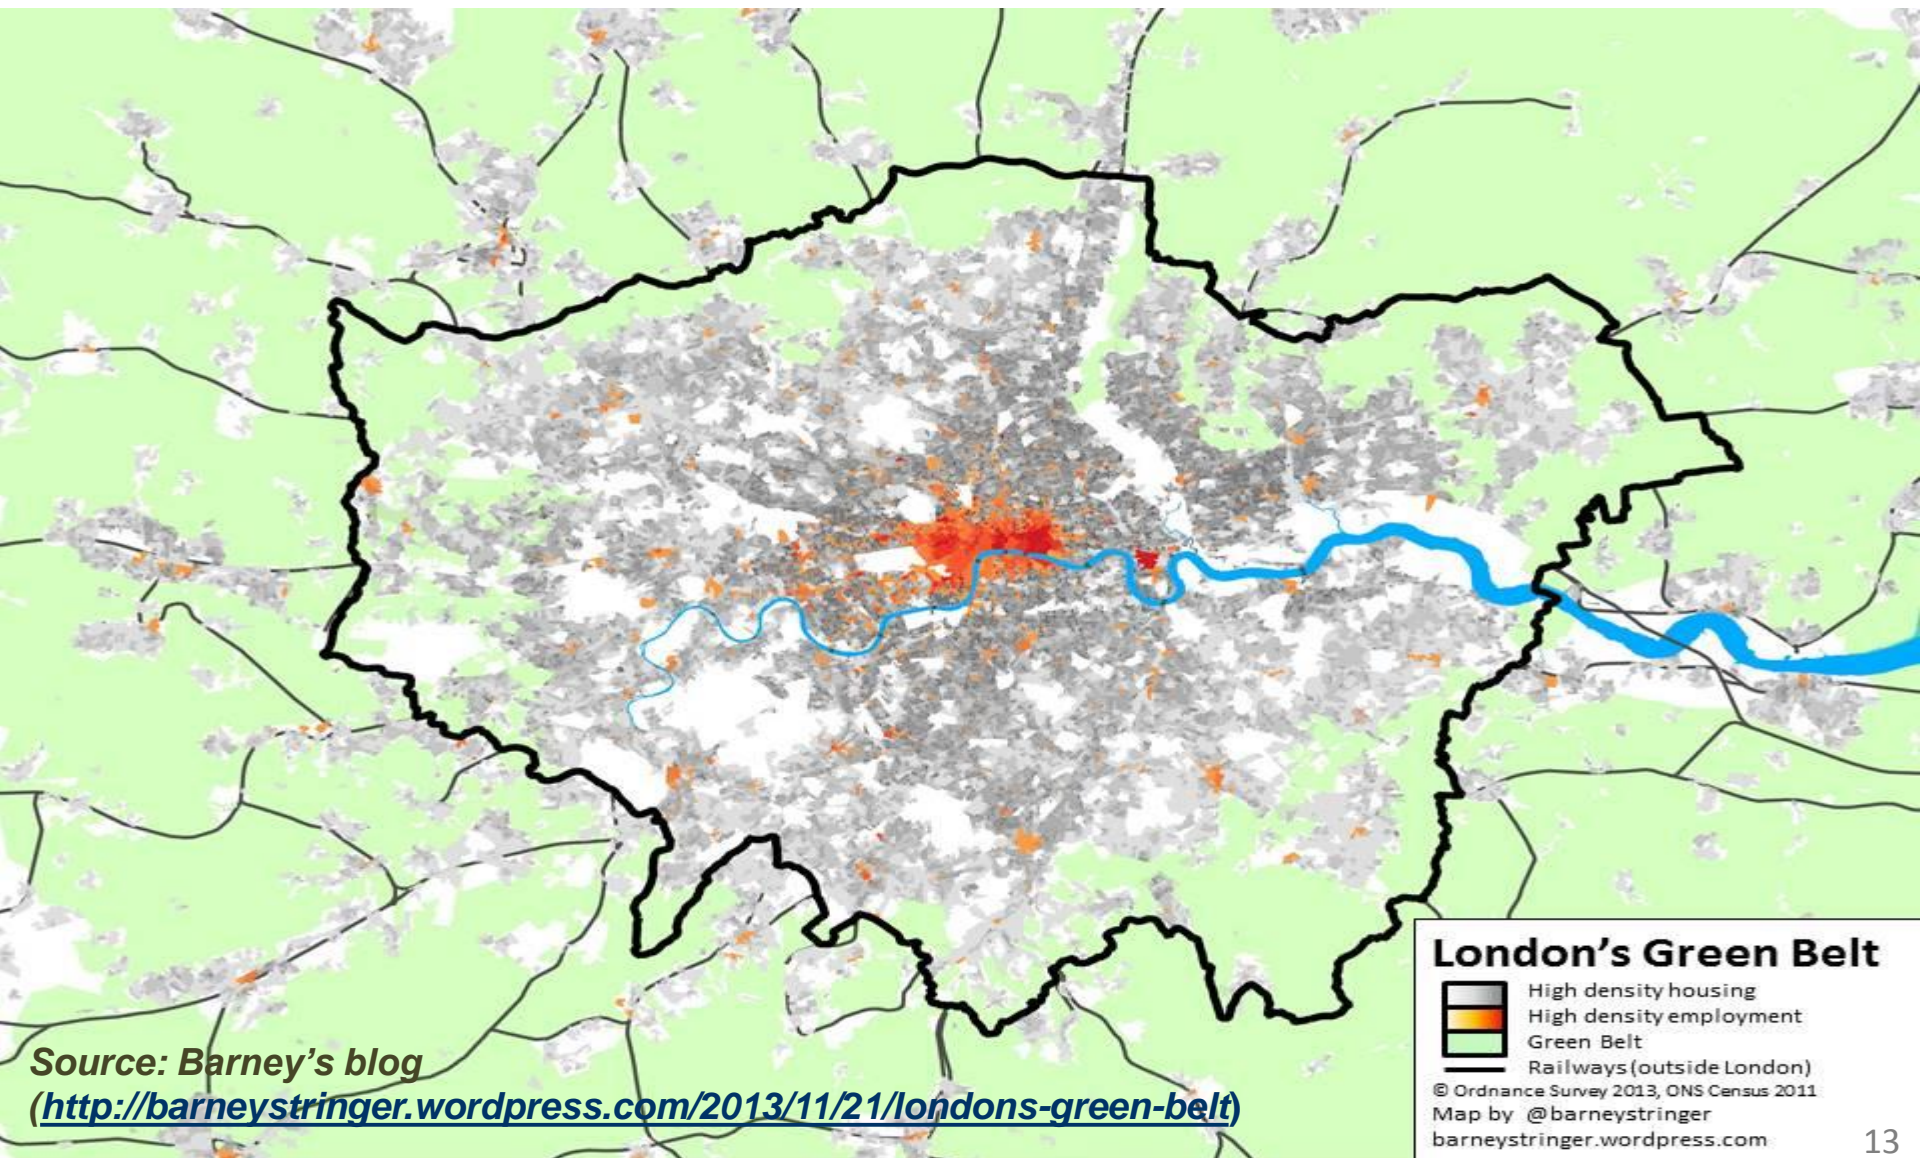 London's Green Belt
High density housing
High density employment
Green Belt
Railways (outside London)
© Ordnance Survey 2013, ONS Census 2011
Map by @barneystringer
barneystringer.wordpress.com
Source: Barney's blog
(http://barneystringer.wordpress.com/2013/11/21/londons-green-belt)
13